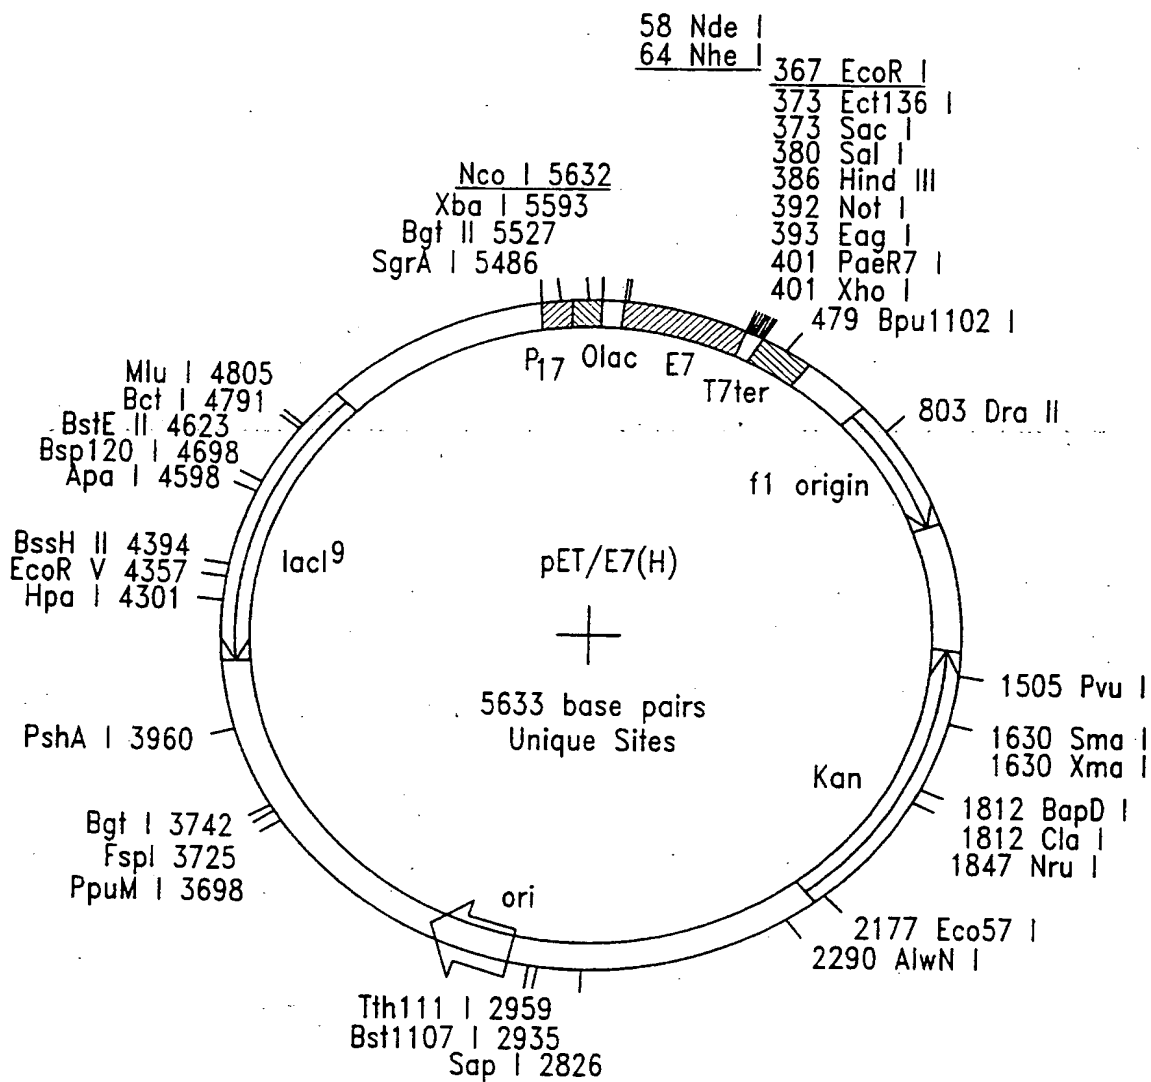 58 Nde I
64 Nhe I
367 EcoR I
373 Ect136 I
373 Sac I
380 Sal I
386 Hind III
392 Not I
393 Eag I
401 PaeR7 I
401 Xho I
479 Bpu1102 I
Nco I 5632
Xba I 5593
Bgt II 5527
SgrA I 5486
P17 Olac E7 T7ter
803 Dra II
f1 origin
Mlu I 4805
Bct I 4791
BstE II 4623
Bsp120 I 4698
Apa I 4598
BssH II 4394
EcoR V 4357
Hpa I 4301
lacI9
pET/E7(H)
5633 base pairs
Unique Sites
1505 Pvu I
1630 Sma I
1630 Xma I
Kan
1812 BapD I
1812 Cla I
1847 Nru I
PshA I 3960
Bgt I 3742
FspI 3725
PpuM I 3698
ori
2177 Eco57 I
2290 AlwN I
Tth111 I 2959
Bst1107 I 2935
Sap I 2826